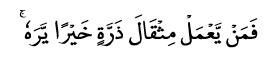 فَمَنْ يَّعْمَلْ مِثْقَالَ ذَرَّةٍ خَيْرًا يَّرَهٗ ۚ